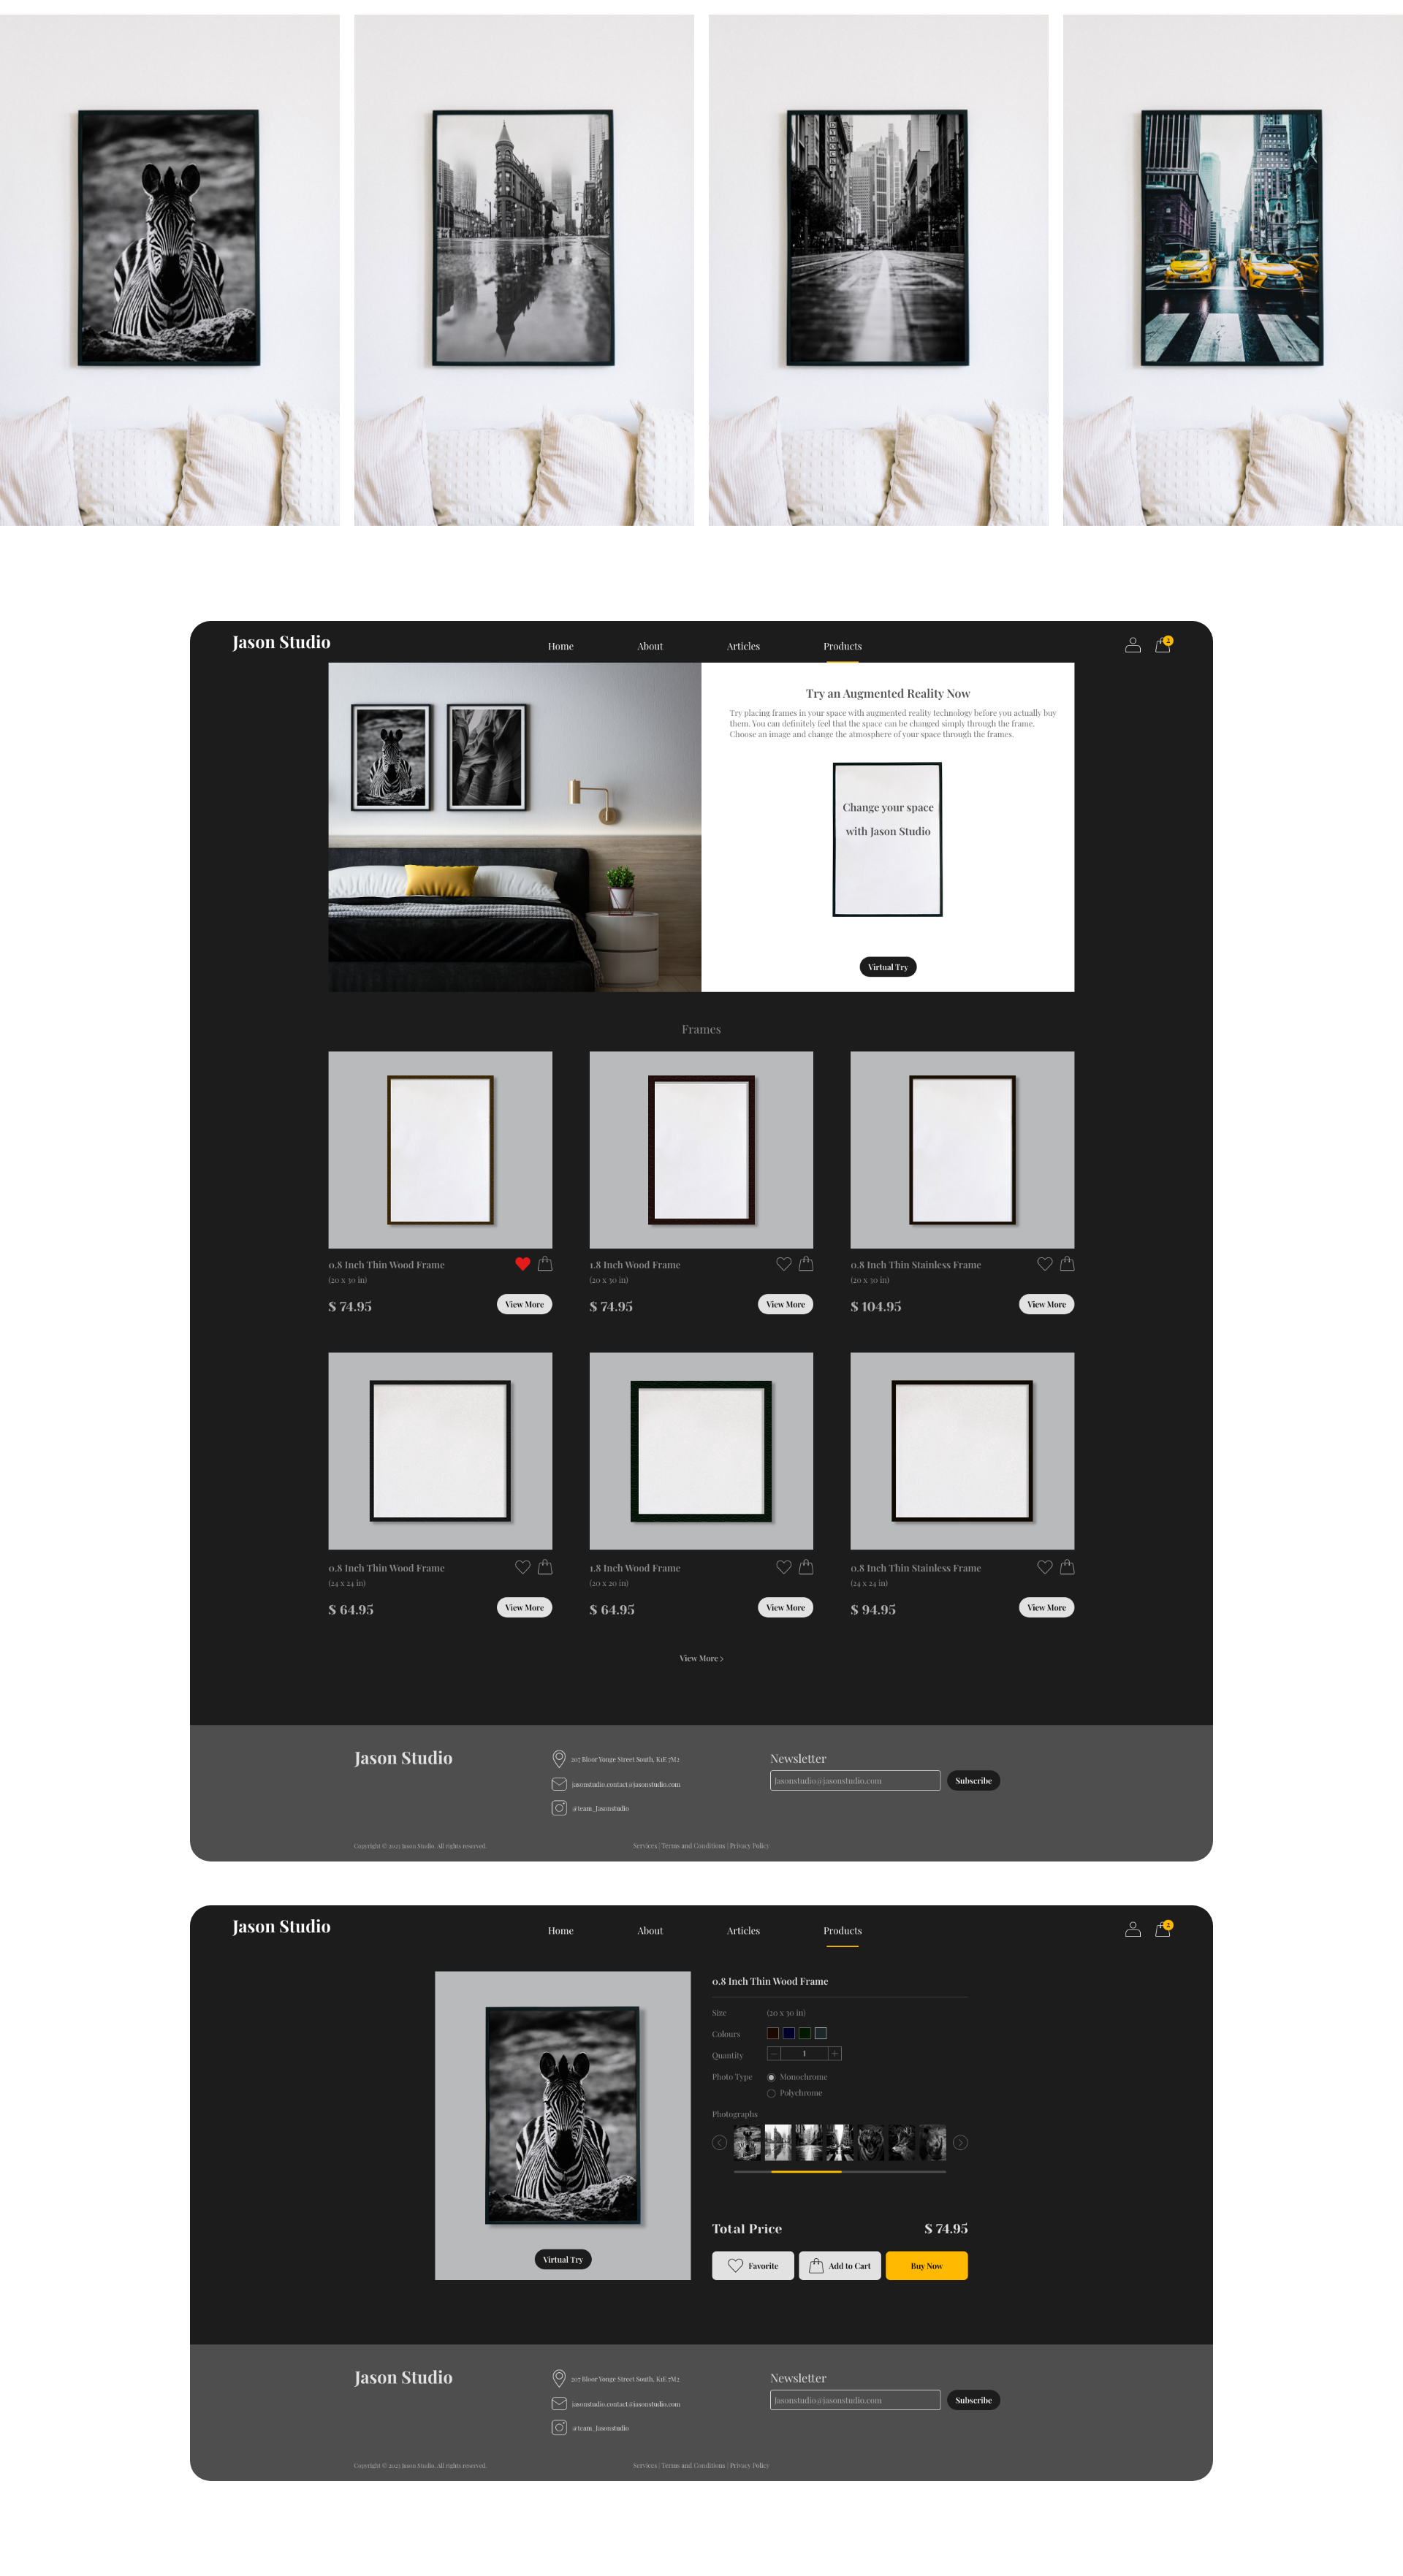 Jason Studio
Home
About
Articles
Products
2
Try an Augmented Reality Now
Try placing frames in your space with augmented reality technology before you actually buy
them. You can definitely feel that the space can be changed simply through the frame.
Choose an image and change the atmosphere of your space through the frames.
Change your space
with Jason Studio
Virtual Try
Frames
0.8 Inch Thin Wood Frame
(20 x 30 in)
$ 74.95
View More
1.8 Inch Wood Frame
(20 x 30 in)
$ 74.95
View More
0.8 Inch Thin Stainless Frame
(20 x 30 in)
$ 104.95
View More
0.8 Inch Thin Wood Frame
(24 x 24 in)
$ 64.95
View More
1.8 Inch Wood Frame
(20 x 20 in)
$ 64.95
View More
0.8 Inch Thin Stainless Frame
(24 x 24 in)
$ 94.95
View More
View More >
Jason Studio
207 Bloor Yonge Street South, K1E 7M2
jasonstudio.contact@jasonstudio.com
@team_Jasonstudio
Newsletter
Jasonstudio@jasonstudio.com
Subscribe
Copyright © Jason Studio. All rights reserved.
Services | Terms and Conditions | Privacy Policy
Jason Studio
Home
About
Articles
Products
2
0.8 Inch Thin Wood Frame
Size
(20 x 30 in)
Colours
Quantity
— 1 +
Photo Type
Monochrome
Polychrome
Photographs
Virtual Try
Total Price
$ 74.95
Favorite
Add to Cart
Buy Now
Jason Studio
207 Bloor Yonge Street South, K1E 7M2
jasonstudio.contact@jasonstudio.com
@team_Jasonstudio
Newsletter
Jasonstudio@jasonstudio.com
Subscribe
Copyright © Jason Studio. All rights reserved.
Services | Terms and Conditions | Privacy Policy